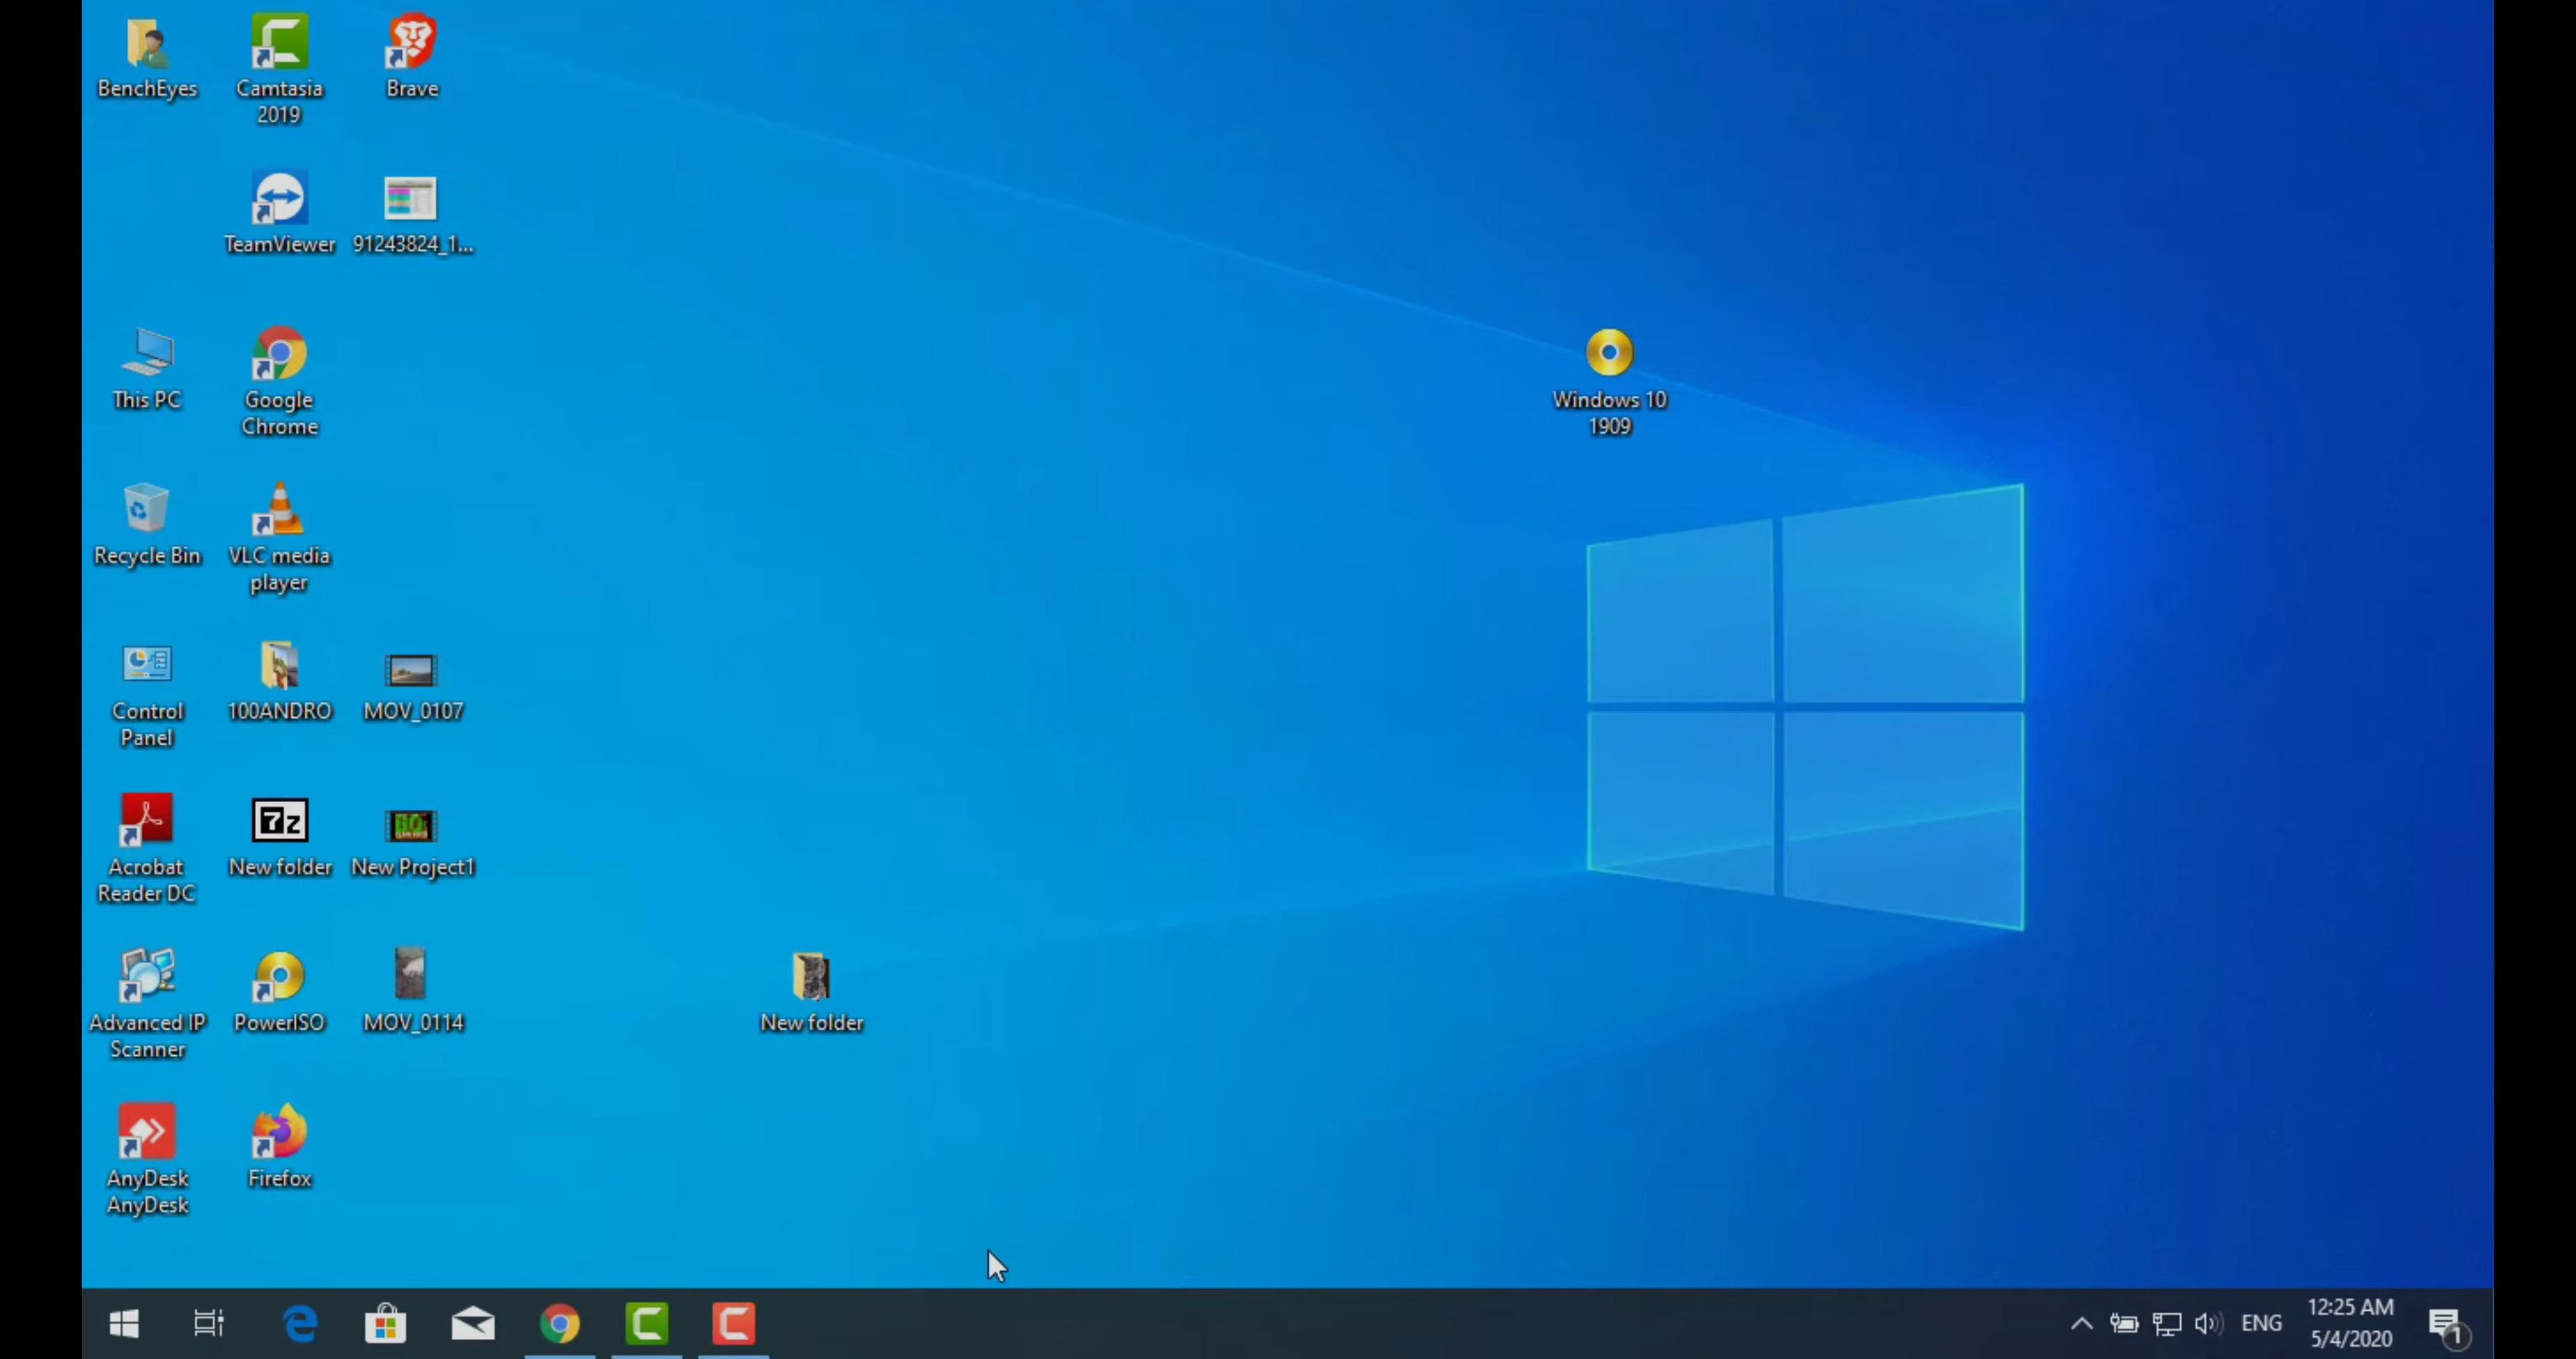 BenchEyes
Camtasia
2019
Brave
TeamViewer
91243824_1...
This PC
Google
Chrome
Windows 10
1909
Recycle Bin
VLC media
player
Control
Panel
100ANDRO
MOV_0107
Acrobat
Reader DC
7z
New folder
New Project1
Advanced IP
Scanner
PowerISO
MOV_0114
New folder
AnyDesk
AnyDesk
Firefox
ENG
12:25 AM
5/4/2020
1